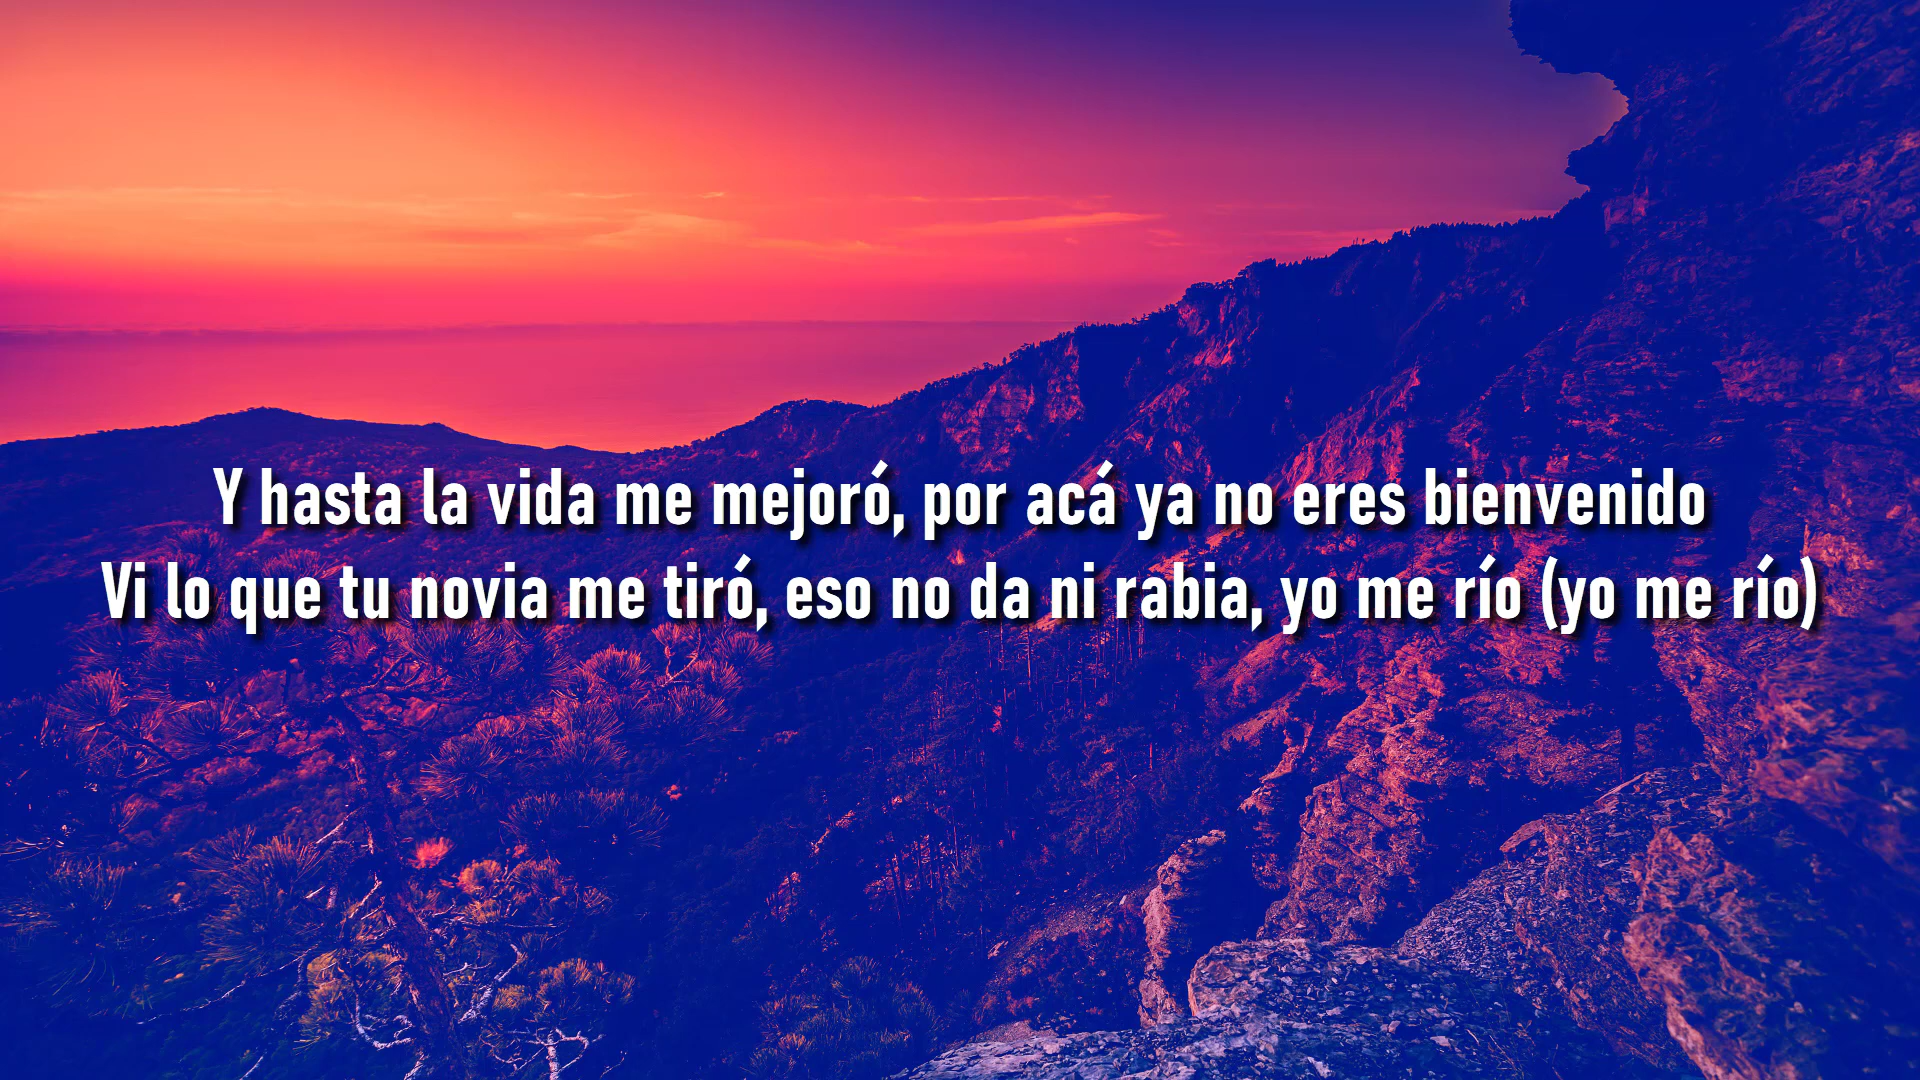 Y hasta la vida me mejoró, por acá ya no eres bienvenido
Vi lo que tu novia me tiró, eso no da ni rabia, yo me río (yo me río)